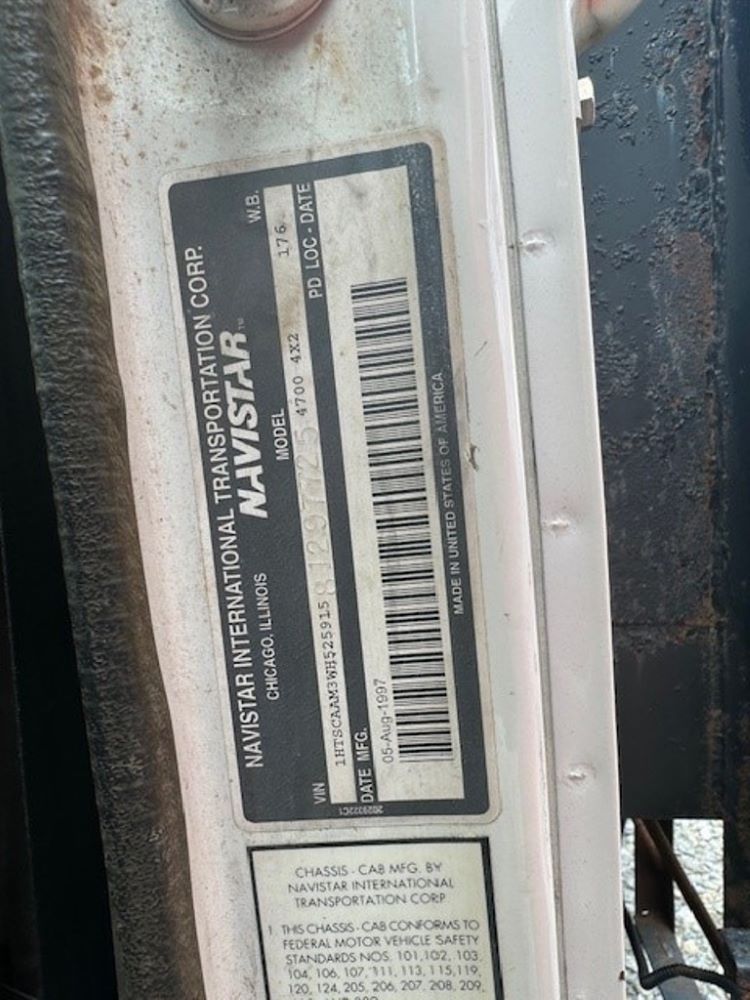 NAVISTAR INTERNATIONAL TRANSPORTATION CORP.
CHICAGO, ILLINOIS NAVISTAR™
VIN MODEL W.B.
1HTSCAAM3WH525915 4700 4X2 176
DATE MFG. PD LOC - DATE
05-Aug-1997
MADE IN UNITED STATES OF AMERICA
CHASSIS - CAB MFG. BY
NAVISTAR INTERNATIONAL
TRANSPORTATION CORP
1. THIS CHASSIS - CAB CONFORMS TO
FEDERAL MOTOR VEHICLE SAFETY
STANDARDS NOS. 101, 102, 103,
104, 106, 107, 111, 113, 115, 119,
120, 124, 205, 206, 207, 208, 209,